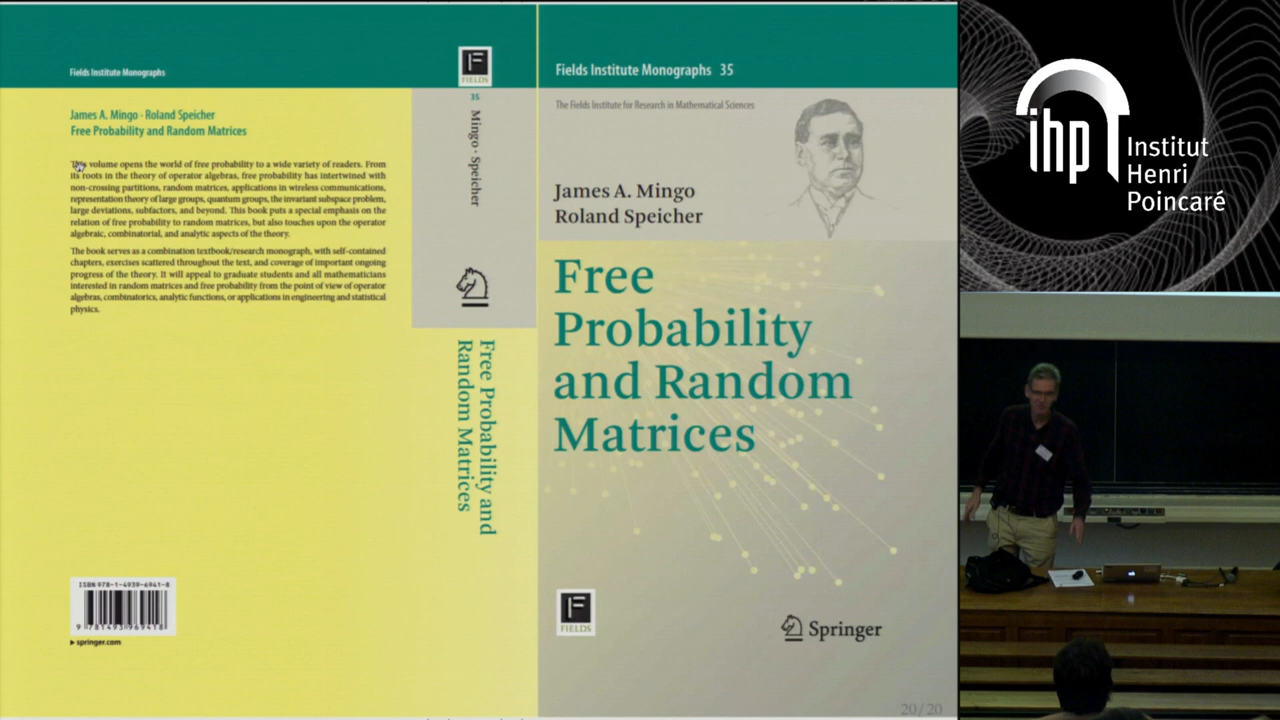 Fields Institute Monographs
James A. Mingo · Roland Speicher
Free Probability and Random Matrices
This volume opens the world of free probability to a wide variety of readers. From
its roots in the theory of operator algebras, free probability has intertwined with
non-crossing partitions, random matrices, applications in wireless communications,
representation theory of large groups, quantum groups, the invariant subspace problem,
large deviations, subfactors, and beyond. This book puts a special emphasis on the
relation of free probability to random matrices, but also touches upon the operator
algebraic, combinatorial, and analytic aspects of the theory.
The book serves as a combination textbook/research monograph, with self-contained
chapters, exercises scattered throughout the text, and coverage of important ongoing
progress of the theory. It will appeal to graduate students and all mathematicians
interested in random matrices and free probability from the point of view of operator
algebras, combinatorics, analytic functions, or applications in engineering and statistical
physics.
ISBN 978-1-4939-6941-8
9 781493 969418
▸ springer.com
F
FIELDS
35
Mingo · Speicher
Free Probability and
Random Matrices
Fields Institute Monographs 35
The Fields Institute for Research in Mathematical Sciences
James A. Mingo
Roland Speicher
Free
Probability
and Random
Matrices
F
FIELDS
Springer
20/20
ihp
Institut
Henri
Poincaré